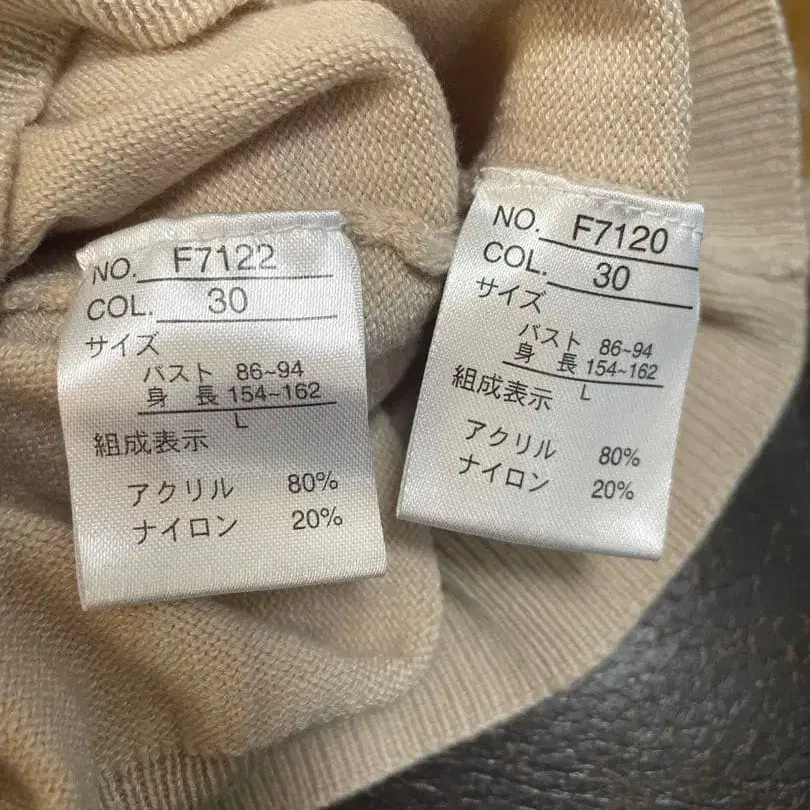 NO. F7122
COL. 30
サイズ
バスト 86~94
身 長 154~162
L
組成表示
アクリル 80%
ナイロン 20%
NO. F7120
COL. 30
サイズ
バスト 86~94
身 長 154~162
L
組成表示
アクリル 80%
ナイロン 20%